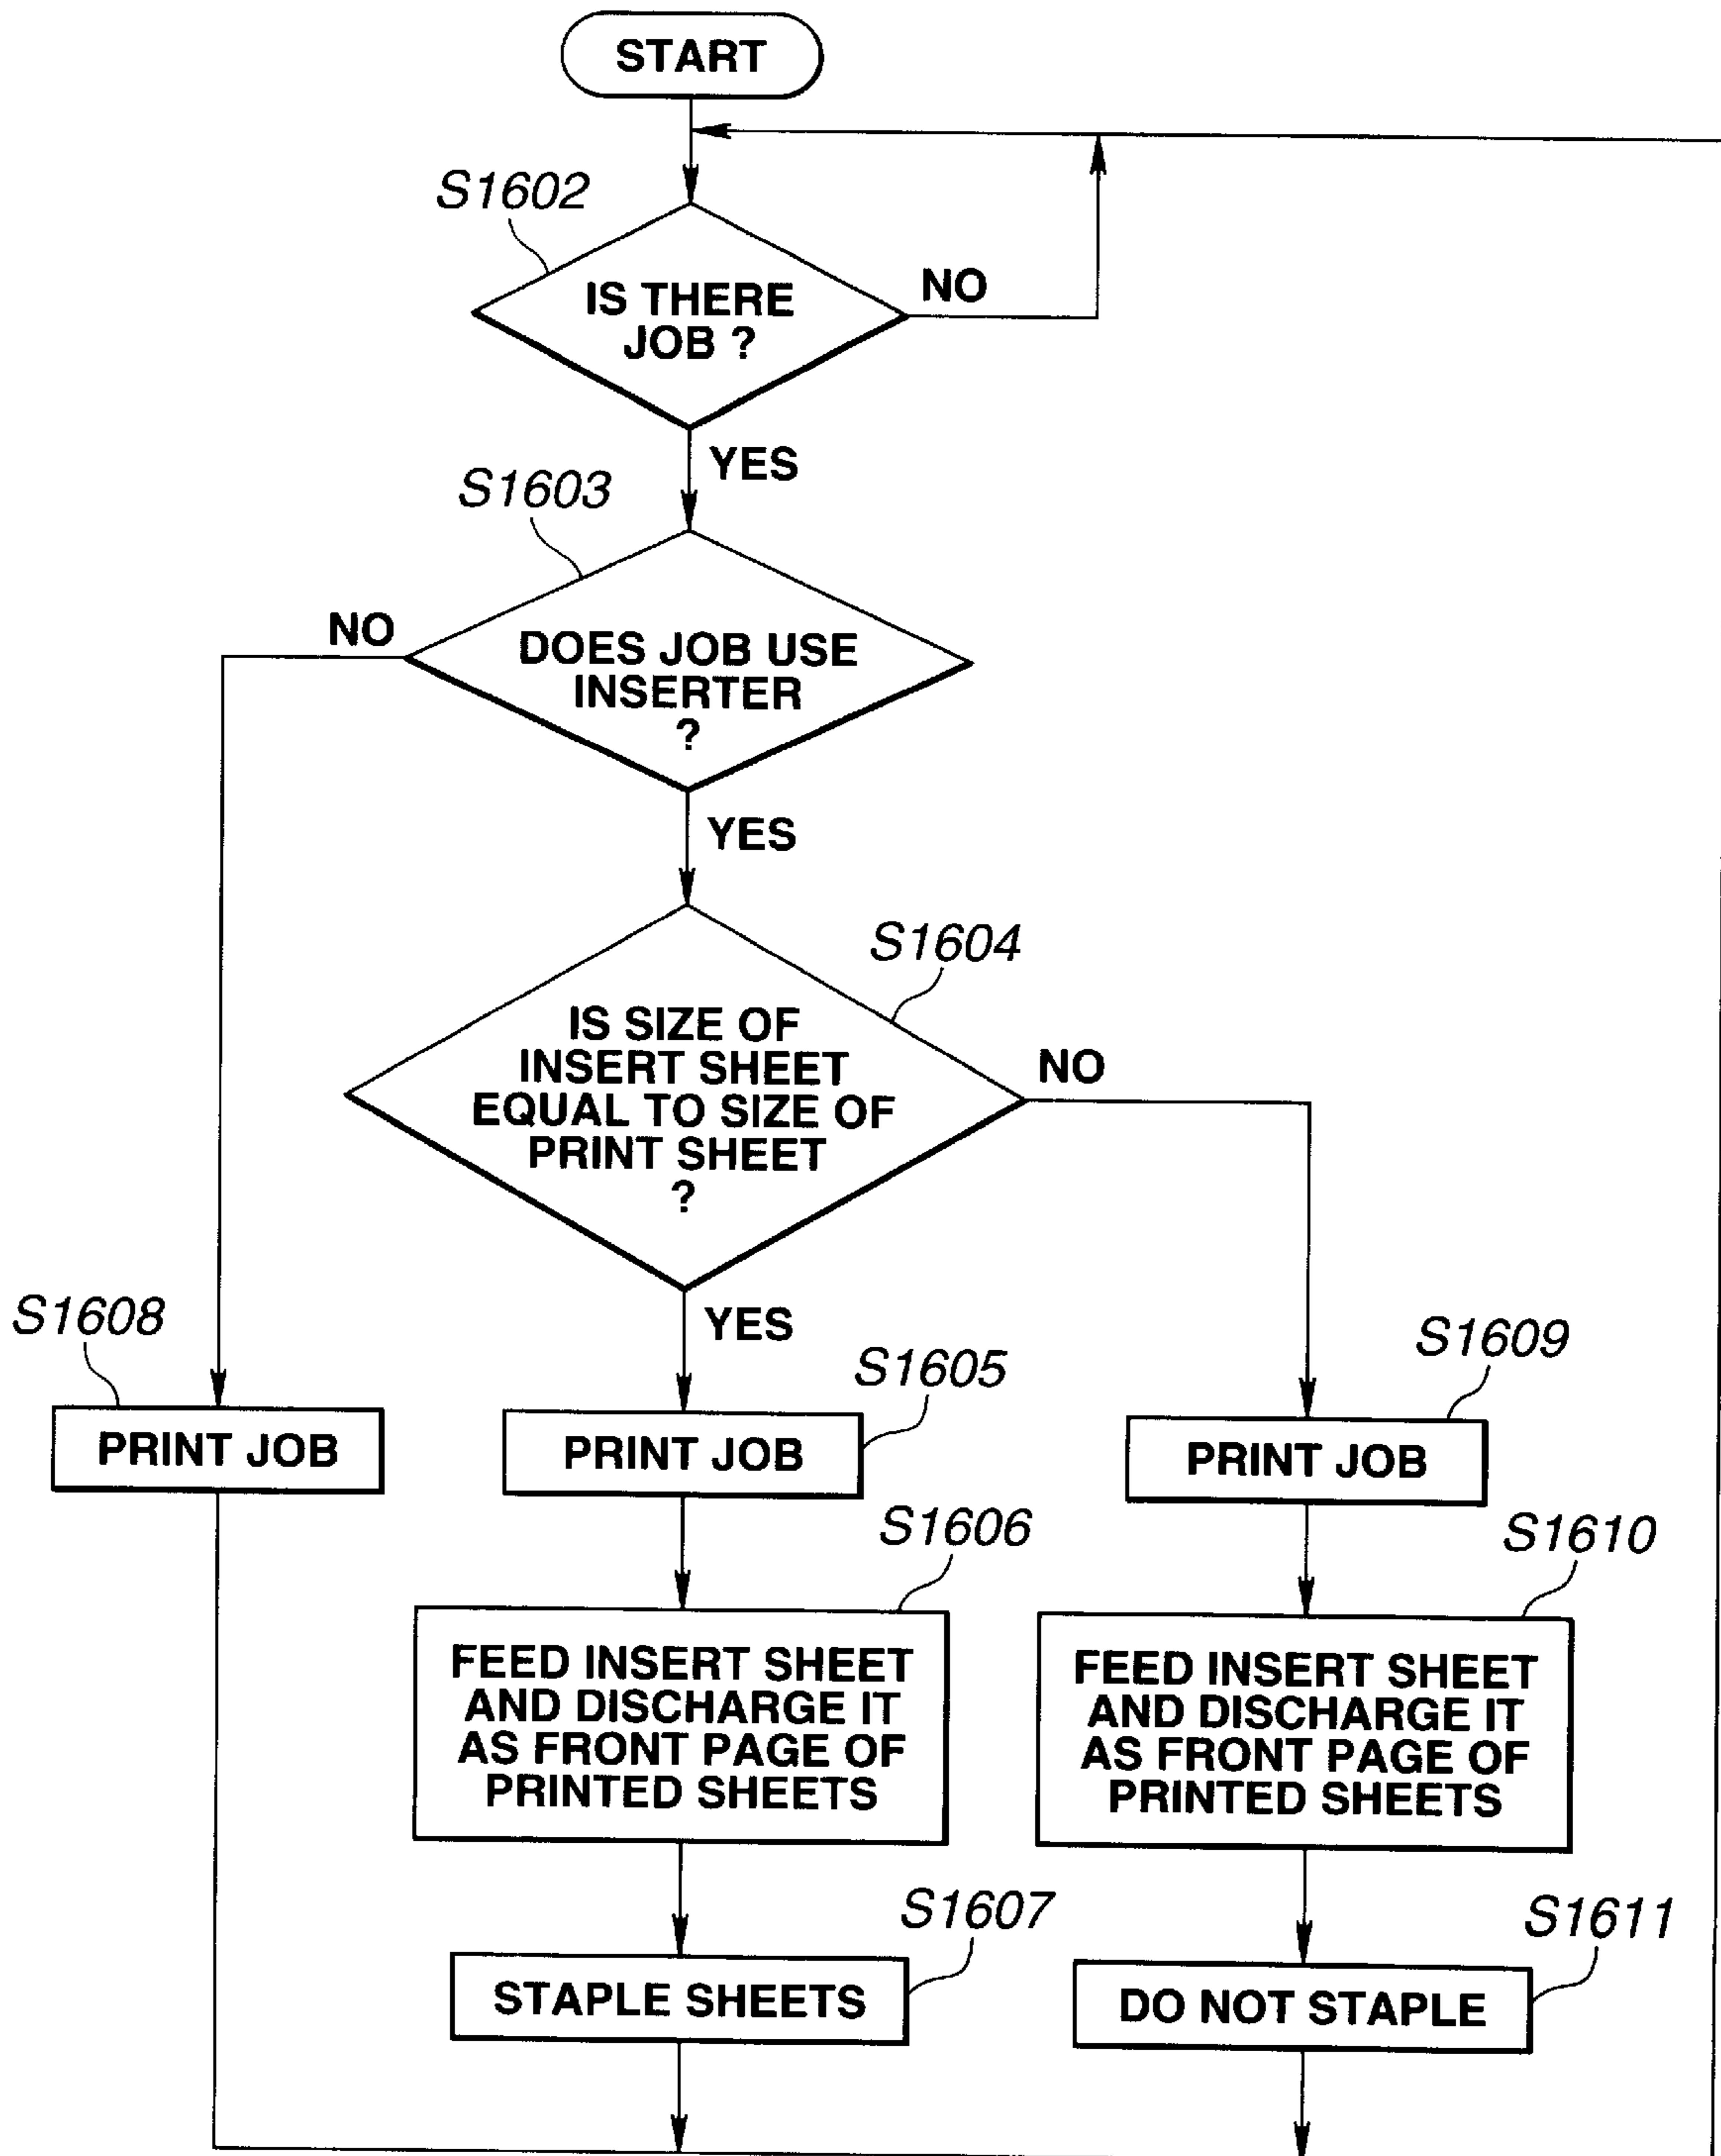 START
S1602
IS THERE
JOB ?
NO
YES
S1603
NO
DOES JOB USE
INSERTER
?
YES
S1604
IS SIZE OF
INSERT SHEET
EQUAL TO SIZE OF
PRINT SHEET
?
NO
YES
S1608
PRINT JOB
S1605
PRINT JOB
S1609
PRINT JOB
S1606
FEED INSERT SHEET
AND DISCHARGE IT
AS FRONT PAGE OF
PRINTED SHEETS
S1610
FEED INSERT SHEET
AND DISCHARGE IT
AS FRONT PAGE OF
PRINTED SHEETS
S1607
STAPLE SHEETS
S1611
DO NOT STAPLE